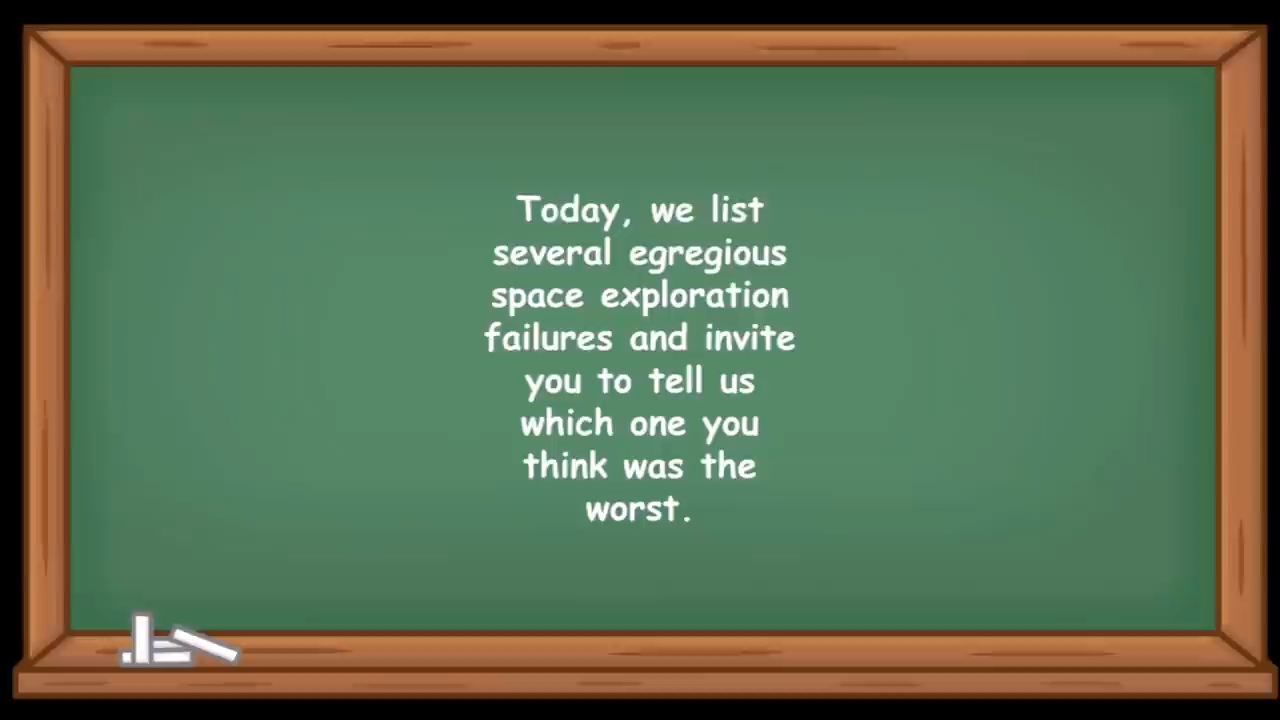 Today, we list
several egregious
space exploration
failures and invite
you to tell us
which one you
think was the
worst.